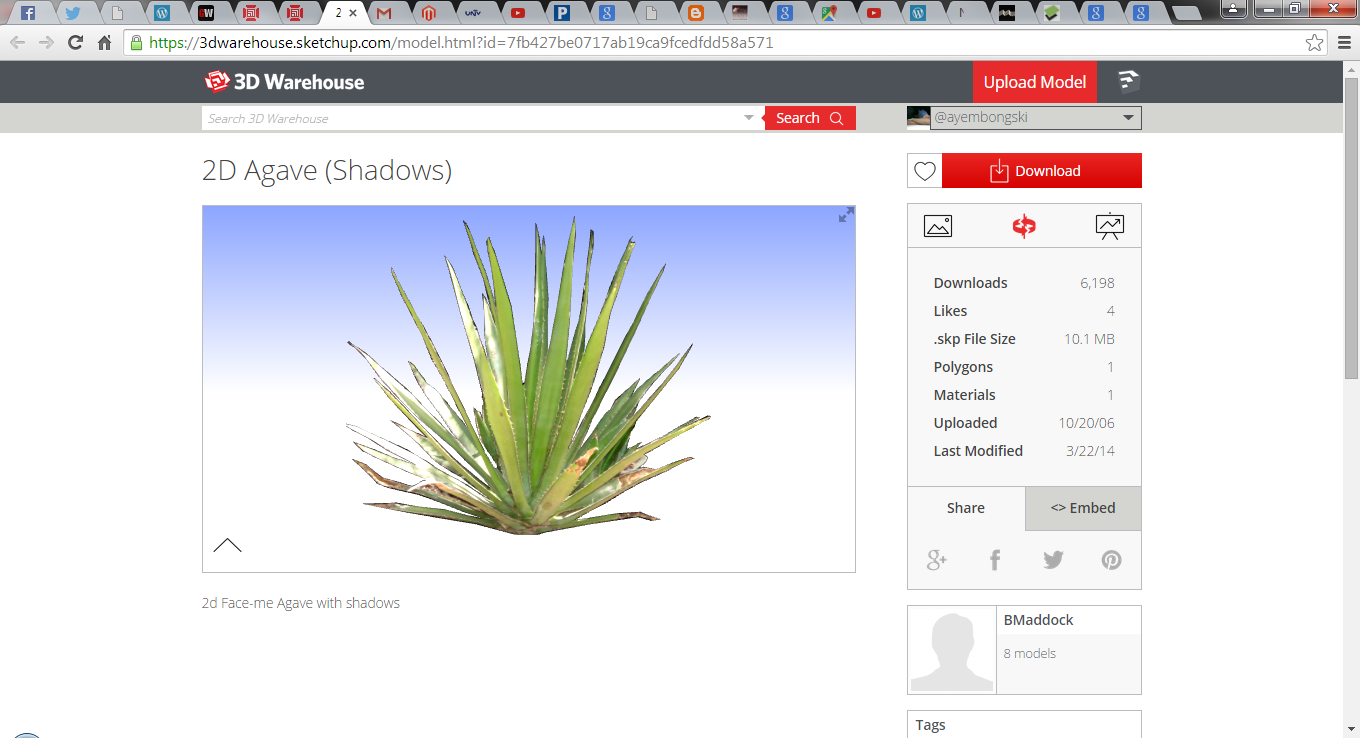 2
https://3dwarehouse.sketchup.com/model.html?id=7fb427be0717ab19ca9fcedfdd58a571
3D Warehouse
Upload Model
Search 3D Warehouse
Search
@ayembongski
2D Agave (Shadows)
Download
Downloads 6,198
Likes 4
.skp File Size 10.1 MB
Polygons 1
Materials 1
Uploaded 10/20/06
Last Modified 3/22/14
Share
<> Embed
2d Face-me Agave with shadows
BMaddock
8 models
Tags